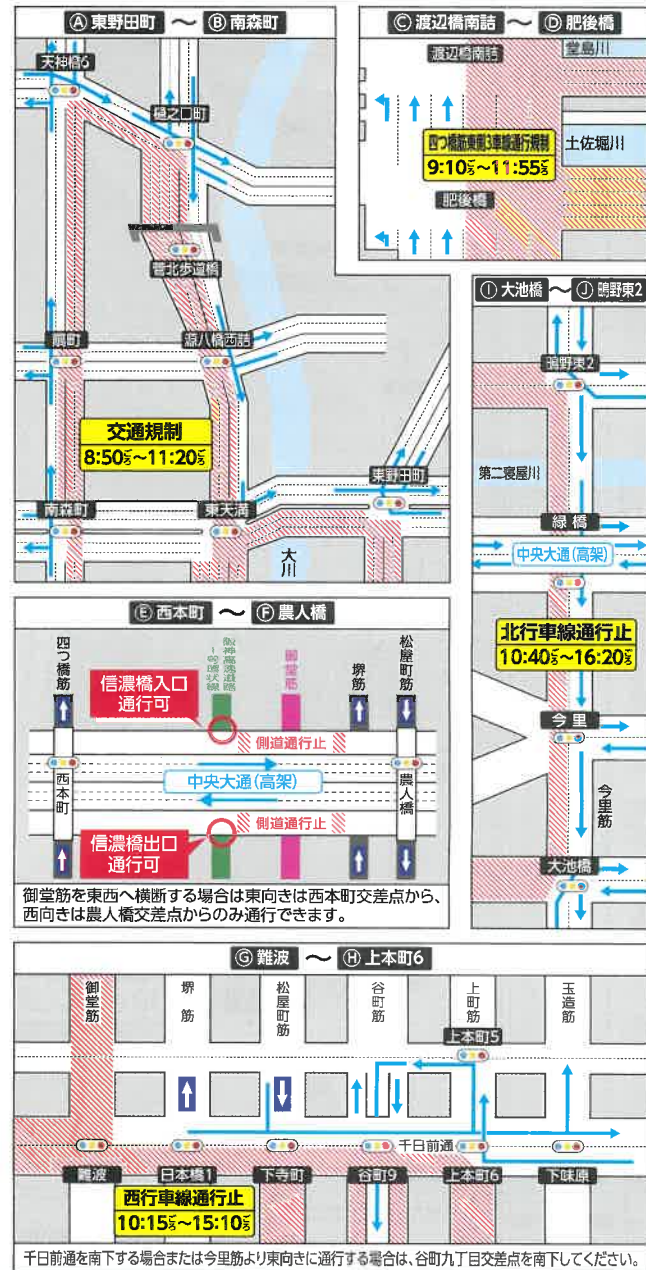 Ⓐ 東野田町 ～ Ⓑ 南森町
天神橋6
樋之口町
菅北歩道橋
扇町
源八橋西詰
交通規制
8:50ごろ～11:20ごろ
東野田町
南森町
東天満
大川
Ⓒ 渡辺橋南詰 ～ Ⓓ 肥後橋
渡辺橋南詰
堂島川
四つ橋筋東側3車線通行規制
9:10ごろ～11:55ごろ
土佐堀川
肥後橋
Ⓘ 大池橋 ～ Ⓙ 鴫野東2
鴫野東2
第二寝屋川
緑橋
中央大通(高架)
北行車線通行止
10:40ごろ～16:20ごろ
今里
今里筋
大池橋
Ⓔ 西本町 ～ Ⓕ 農人橋
四つ橋筋
阪神高速道路
1号環状線
御堂筋
堺筋
松屋町筋
信濃橋入口
通行可
側道通行止
西本町
中央大通(高架)
農人橋
側道通行止
信濃橋出口
通行可
御堂筋を東西へ横断する場合は東向きは西本町交差点から、
西向きは農人橋交差点からのみ通行できます。
Ⓖ 難波 ～ Ⓗ 上本町6
御堂筋
堺筋
松屋町筋
谷町筋
上町筋
玉造筋
上本町5
千日前通
難波
日本橋1
下寺町
谷町9
上本町6
下味原
西行車線通行止
10:15ごろ～15:10ごろ
千日前通を南下する場合または今里筋より東向きに通行する場合は、谷町九丁目交差点を南下してください。